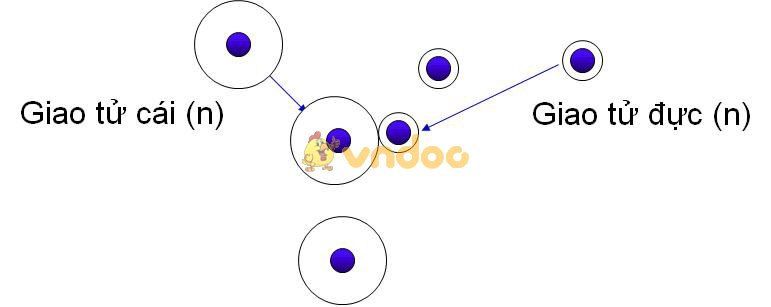 Giao tử cái (n)
Giao tử đực (n)
vndoc